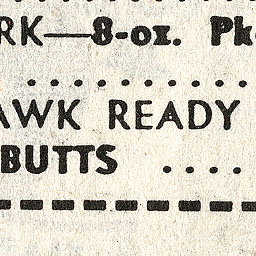 RK—8-oz. Pk
. . . . . . . . . . . .
AWK READY
BUTTS . . . .